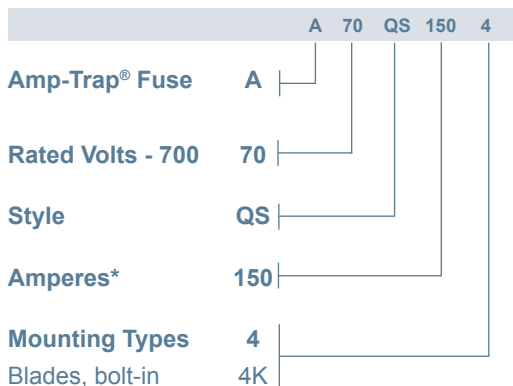 A 70 QS 150 4
Amp-Trap® Fuse A
Rated Volts - 700 70
Style QS
Amperes* 150
Mounting Types 4
Blades, bolt-in 4K